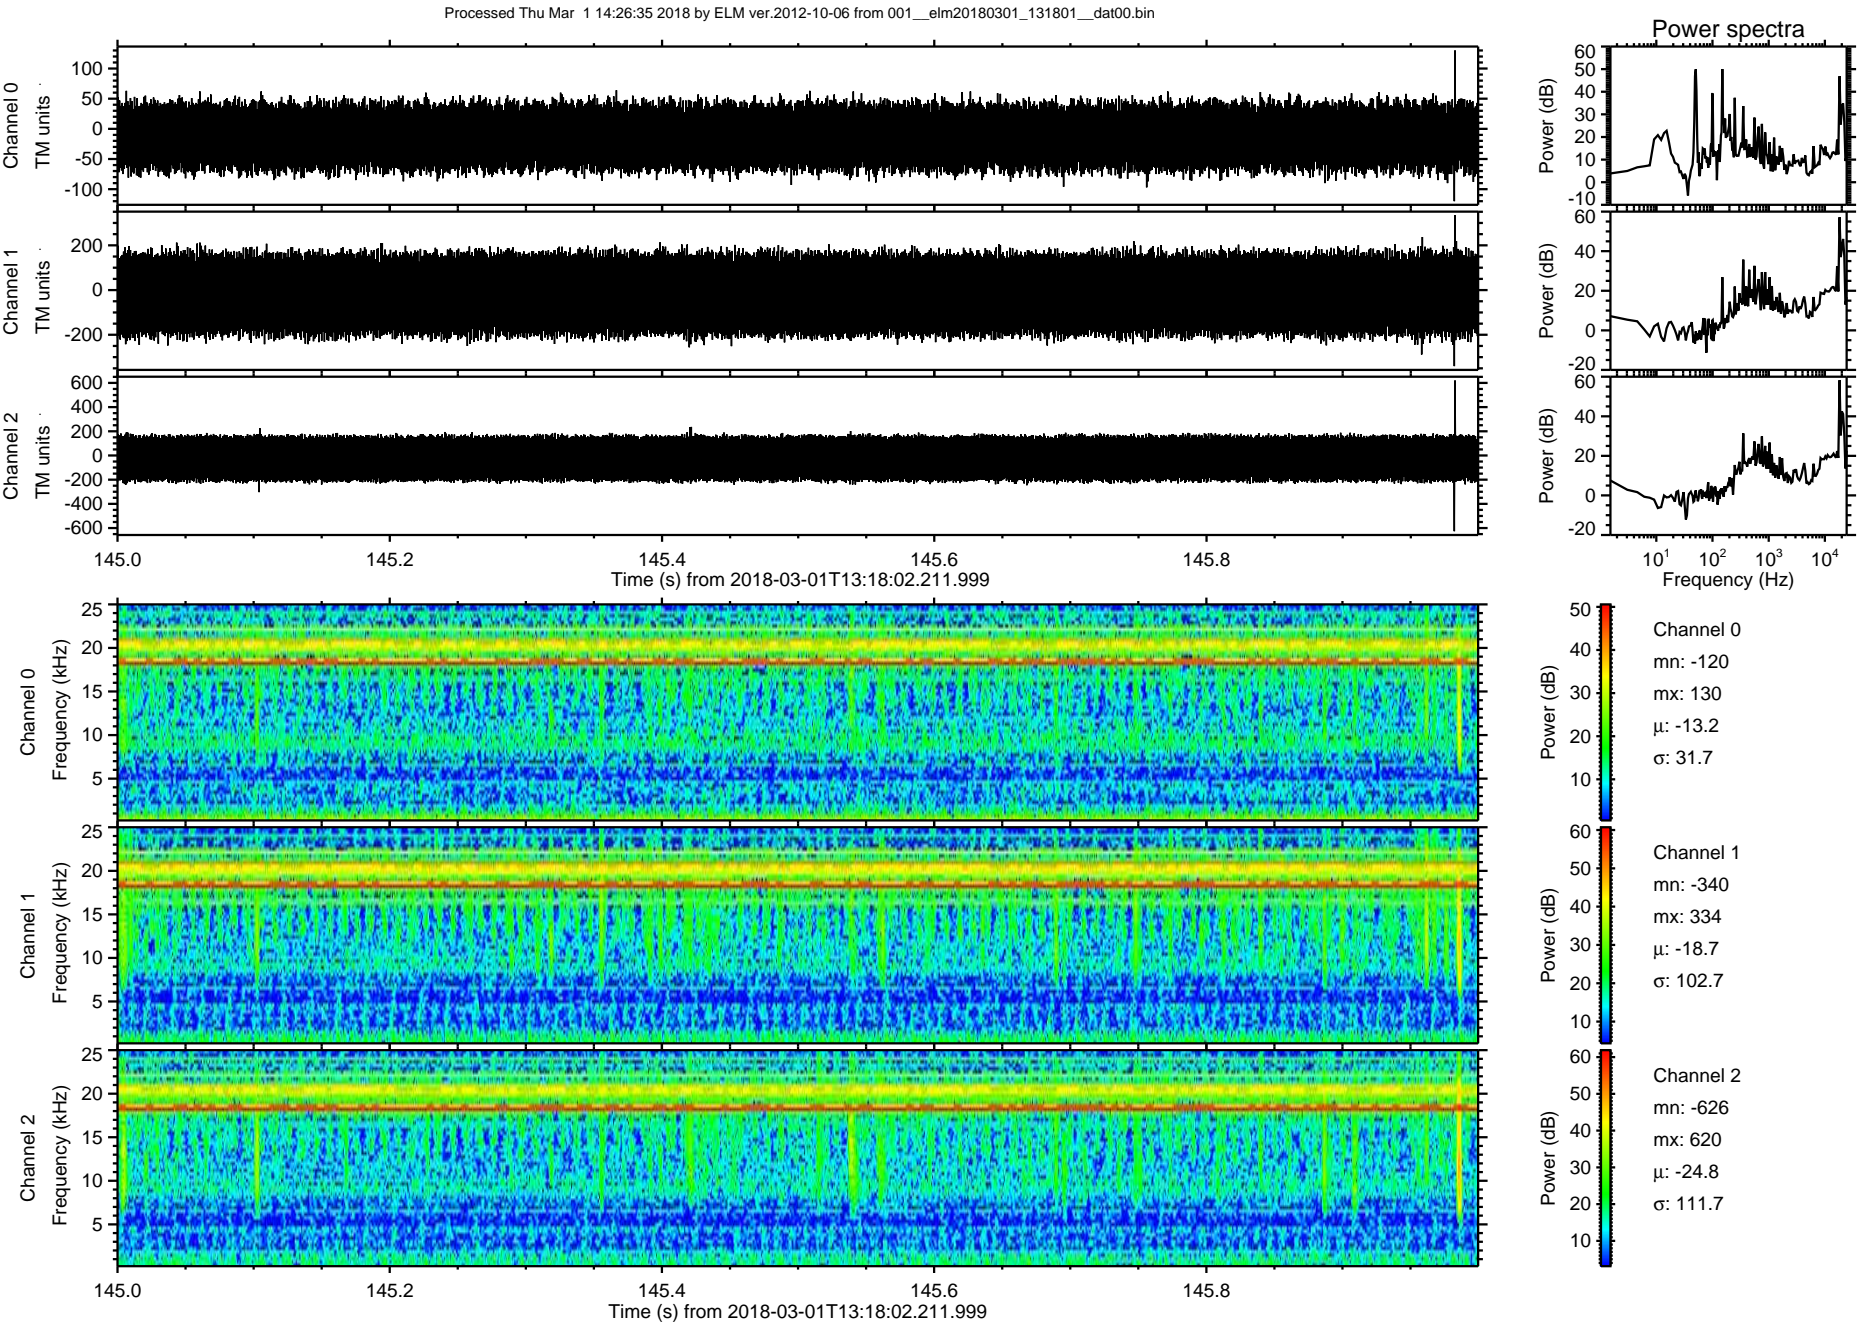 Processed Thu Mar  1 14:26:35 2018 by ELM ver.2012-10-06 from 001__elm20180301_131801__dat00.bin
Power spectra
Channel 0
TM units
100
50
0
-50
-100
Power (dB)
60
50
40
30
20
10
0
-10
Channel 1
TM units
200
0
-200
Power (dB)
60
40
20
0
-20
Channel 2
TM units
600
400
200
0
-200
-400
-600
Power (dB)
60
40
20
0
-20
145.0 145.2 145.4 145.6 145.8
Time (s) from 2018-03-01T13:18:02.211.999
10^1 10^2 10^3 10^4
Frequency (Hz)
Channel 0
Frequency (kHz)
25
20
15
10
5
Power (dB)
50
40
30
20
10
Channel 0
mn: -120
mx: 130
μ: -13.2
σ: 31.7
Channel 1
Frequency (kHz)
25
20
15
10
5
Power (dB)
60
50
40
30
20
10
Channel 1
mn: -340
mx: 334
μ: -18.7
σ: 102.7
Channel 2
Frequency (kHz)
25
20
15
10
5
Power (dB)
60
50
40
30
20
10
Channel 2
mn: -626
mx: 620
μ: -24.8
σ: 111.7
145.0 145.2 145.4 145.6 145.8
Time (s) from 2018-03-01T13:18:02.211.999